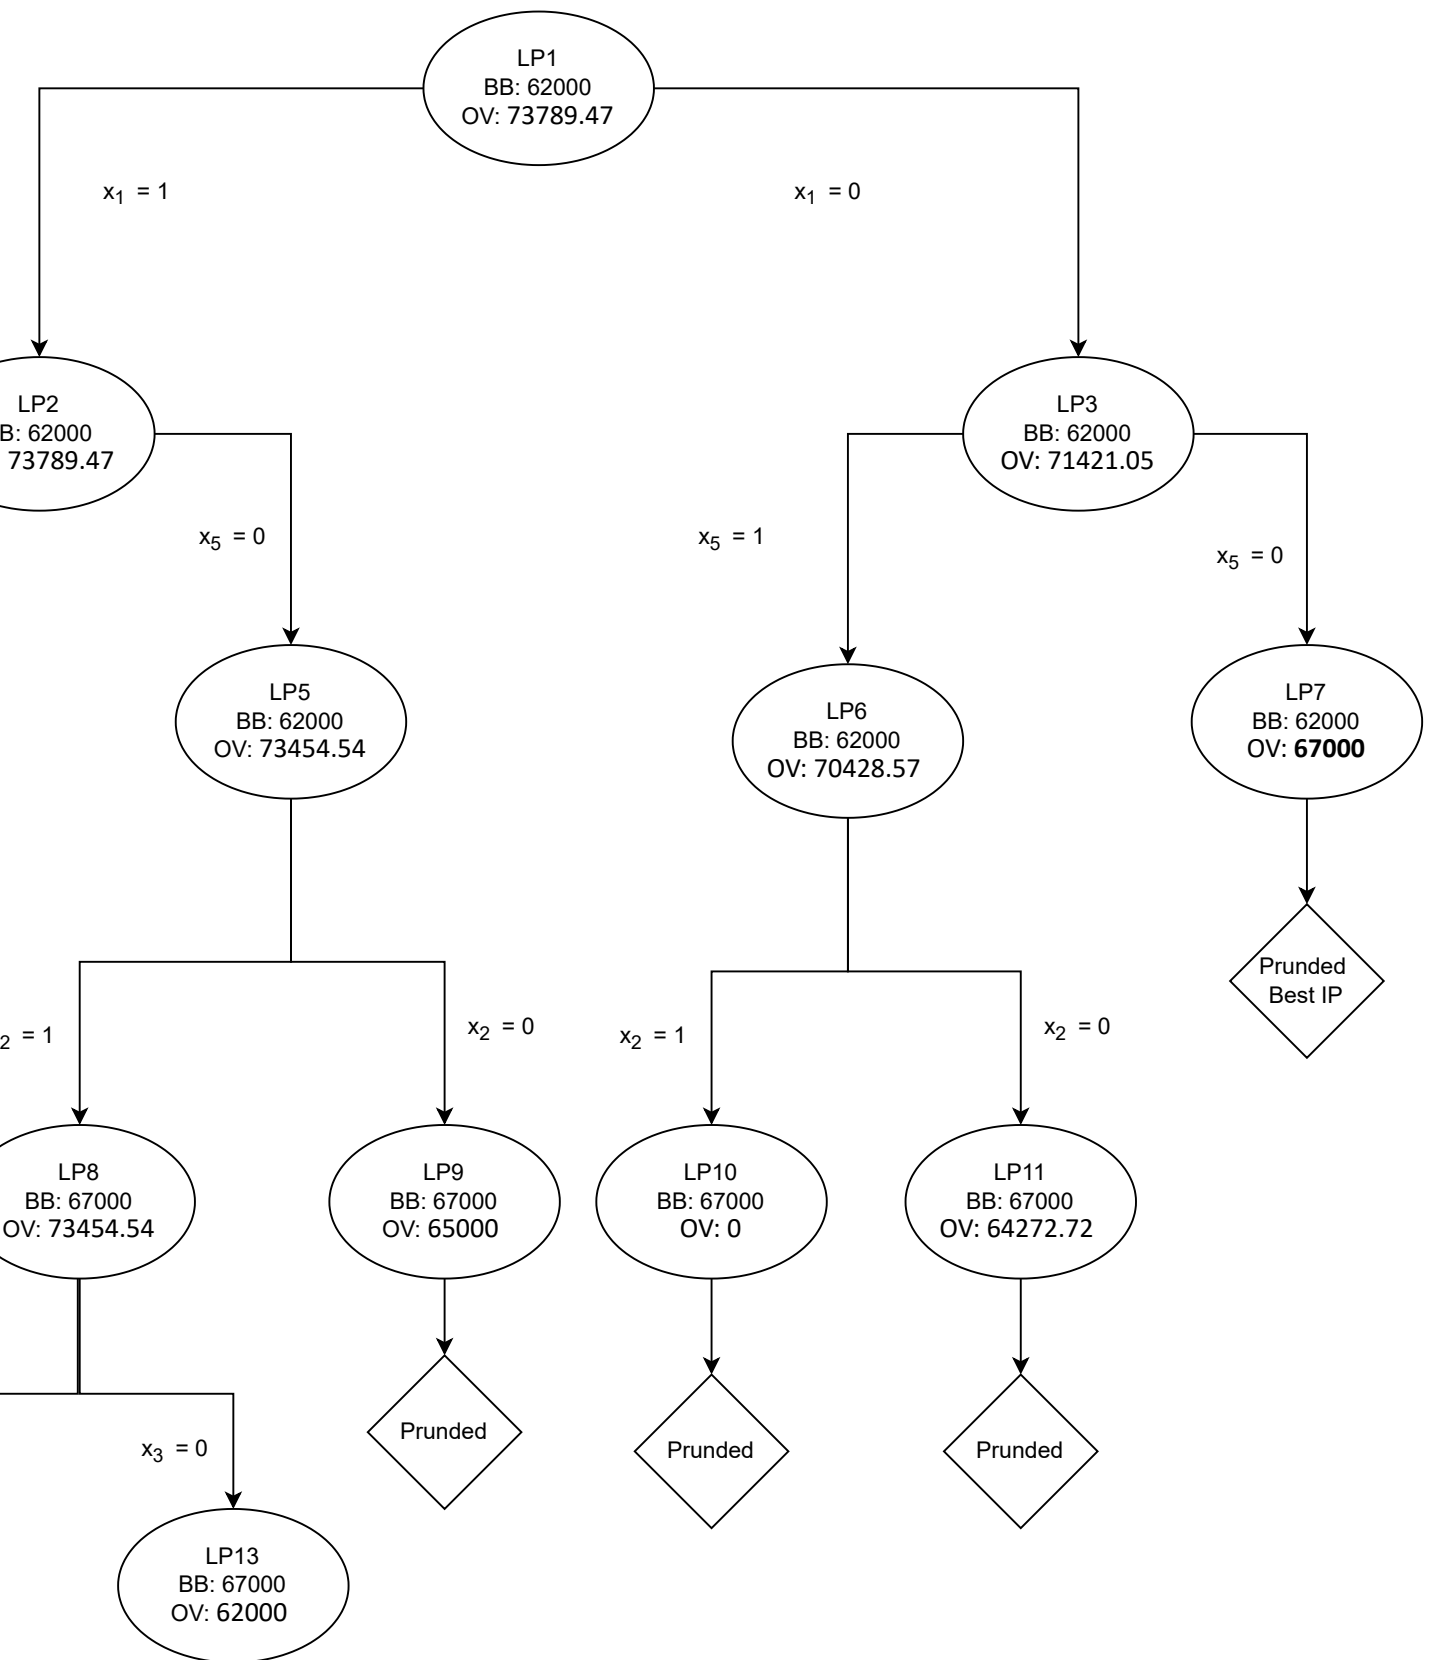 LP1
BB: 62000
OV: 73789.47
x1 = 1
x1 = 0
LP2
B: 62000
73789.47
LP3
BB: 62000
OV: 71421.05
x5 = 0
x5 = 1
x5 = 0
LP5
BB: 62000
OV: 73454.54
LP6
BB: 62000
OV: 70428.57
LP7
BB: 62000
OV: 67000
Prunded
Best IP
2 = 1
x2 = 0
x2 = 1
x2 = 0
LP8
BB: 67000
OV: 73454.54
LP9
BB: 67000
OV: 65000
LP10
BB: 67000
OV: 0
LP11
BB: 67000
OV: 64272.72
Prunded
Prunded
Prunded
x3 = 0
LP13
BB: 67000
OV: 62000